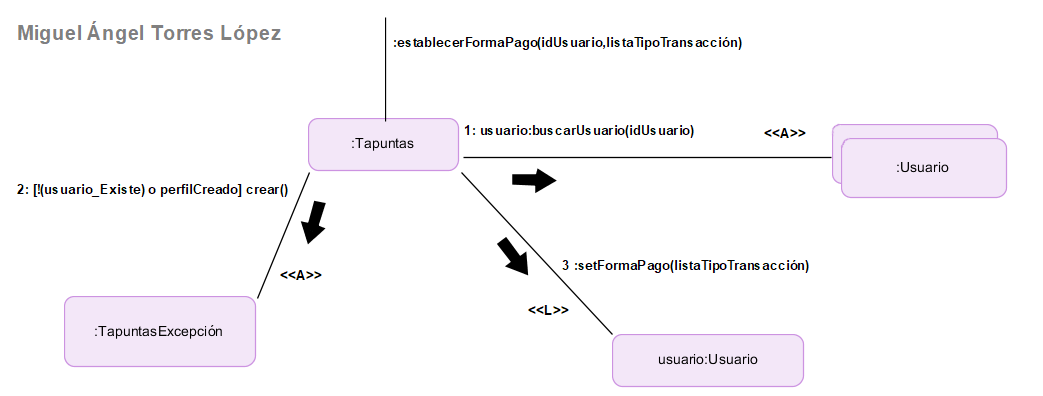 Miguel Ángel Torres López
:establecerFormaPago(idUsuario,listaTipoTransacción)
:Tapuntas
1: usuario:buscarUsuario(idUsuario)
<<A>>
:Usuario
2: [!(usuario_Existe) o perfilCreado] crear()
<<A>>
3 :setFormaPago(listaTipoTransacción)
<<L>>
:TapuntasExcepción
usuario:Usuario